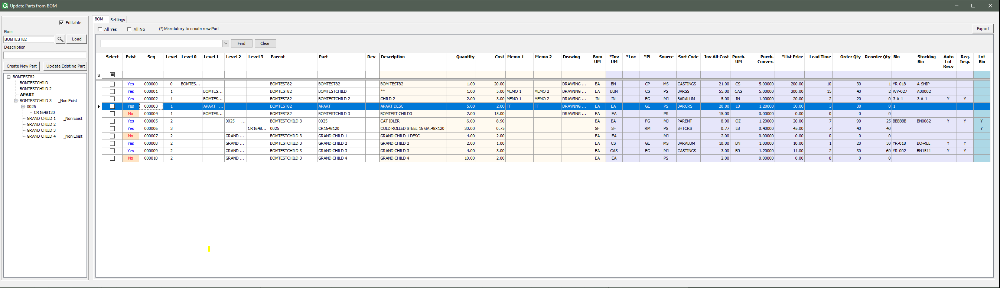 Update Parts from BOM
Editable
Bom
BOMTEST82
Load
Description
Create New Part
Update Existing Part
BOMTEST82
BOMTESTCHILD
BOMTESTCHILD 2
APART
BOMTESTCHILD 3 _Non Exist
0025
CR1648120
GRAND CHILD 1 _Non Exist
GRAND CHILD 2
GRAND CHILD 3
GRAND CHILD 4 _Non Exist
BOM Settings
All Yes All No (*) Mandatory to create new Part Export
Find Clear
Select Exist Seq Level Level 0 Level 1 Level 2 Level 3 Parent Part Rev Description Quantity Cost Memo 1 Memo 2 Drawing Bom UM *Inv UM *Loc *PL Source Sort Code Inv Alt Cost Purch. UM Purch. Conver. *List Price Lead Time Order Qty Reorder Qty Bin Stocking Bin Auto Lot Recv Req. Insp. Lot Bin
Yes 000000 0 BOMTES... BOMTEST82 BOMTEST82 BOM TEST82 1.00 20.00 DRAWING ... EA BN CP MS CASTINGS 21.00 CS 5.00000 200.00 10 30 1 YR-018 A-SHIP
Yes 000001 1 BOMTES... BOMTEST82 BOMTESTCHILD ** 1.00 5.00 MEMO 1 MEMO 2 DRAWING ... EA BUN CS PS BARSS 55.00 CAS 5.00000 300.00 15 40 2 WV-027 A00002
Yes 000002 1 BOMTES... BOMTEST82 BOMTESTCHILD 2 CHILD 2 2.00 3.00 MEMO 1 MEMO 2 DRAWING ... IN IN FG MJ BARALUM 5.00 IN 1.00000 20.00 2 20 0 3-A-1 3-A-1 Y Y
Yes 000003 1 APART ... BOMTEST82 APART APART DESC 5.00 2.00 FF FF DRAWING ... EA EA GE PS BARCRS 20.00 LB 1.20000 30.00 3 30 0 1
No 000004 1 BOMTES... BOMTEST82 BOMTESTCHILD 3 BOMTEST CHILD3 2.00 15.00 DRAWING ... EA EA PS 15.00 0.00000 0.00 0 0 0
Yes 000005 2 0025 ... BOMTESTCHILD 3 0025 CAT IDLER 6.00 8.90 EA EA FG MJ PARENT 8.90 OZ 1.20000 20.00 7 99 25 BBBBBB BN0062 Y Y Y
Yes 000006 3 CR1648... 0025 CR1648120 COLD ROLLED STEEL 16 GA.48X120 30.00 0.75 SF SF RM PS SHTCRS 0.77 LB 0.40000 45.00 7 40 40 Y
No 000007 2 GRAND ... BOMTESTCHILD 3 GRAND CHILD 1 GRAND CHILD 1 DESC 4.00 2.00 EA EA MJ 2.00 0.00000 0.00 0 0 0
Yes 000008 2 GRAND ... BOMTESTCHILD 3 GRAND CHILD 2 GRAND CHILD 2 2.00 1.00 EA CS GE MS BARALUM 10.00 BN 1.00000 10.00 1 20 50 YR-018 BO-REL Y Y
Yes 000009 2 GRAND ... BOMTESTCHILD 3 GRAND CHILD 3 GRAND CHILD 3 4.00 3.00 EA CAS FG MJ CASTINGS 3.00 BR 1.20000 11.00 2 30 60 YR-002 BN1511 Y Y
No 000010 2 GRAND ... BOMTESTCHILD 3 GRAND CHILD 4 GRAND CHILD 4 10.00 2.00 EA EA PS 2.00 0.00000 0.00 0 0 0